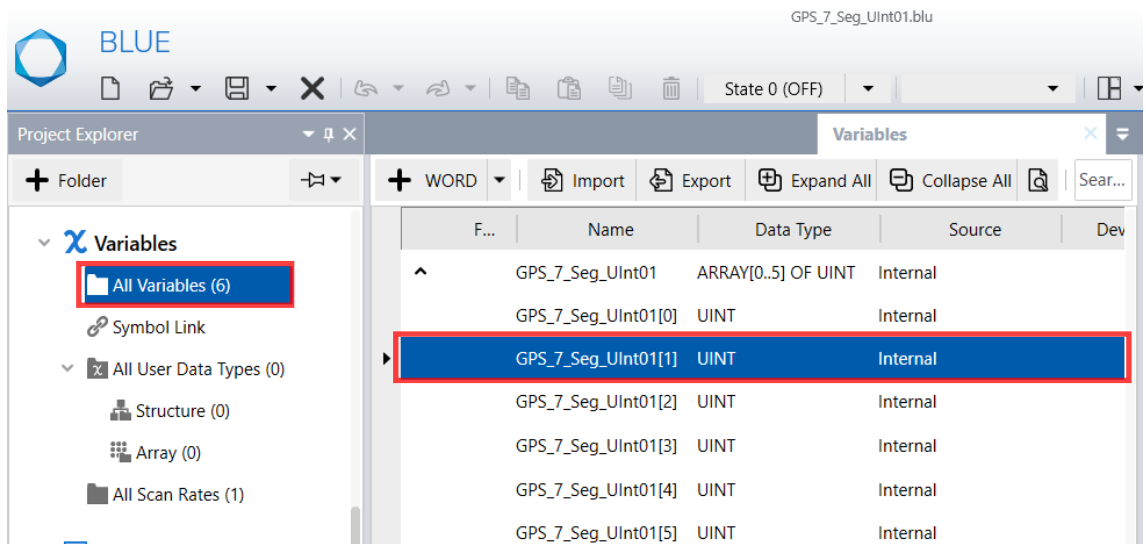 GPS_7_Seg_UInt01.blu
BLUE
State 0 (OFF)
Project Explorer
Variables
Folder
WORD
Import
Export
Expand All
Collapse All
Sear...
Variables
All Variables (6)
Symbol Link
All User Data Types (0)
Structure (0)
Array (0)
All Scan Rates (1)
F... Name Data Type Source Dev
GPS_7_Seg_UInt01 ARRAY[0..5] OF UINT Internal
GPS_7_Seg_UInt01[0] UINT Internal
GPS_7_Seg_UInt01[1] UINT Internal
GPS_7_Seg_UInt01[2] UINT Internal
GPS_7_Seg_UInt01[3] UINT Internal
GPS_7_Seg_UInt01[4] UINT Internal
GPS_7_Seg_UInt01[5] UINT Internal